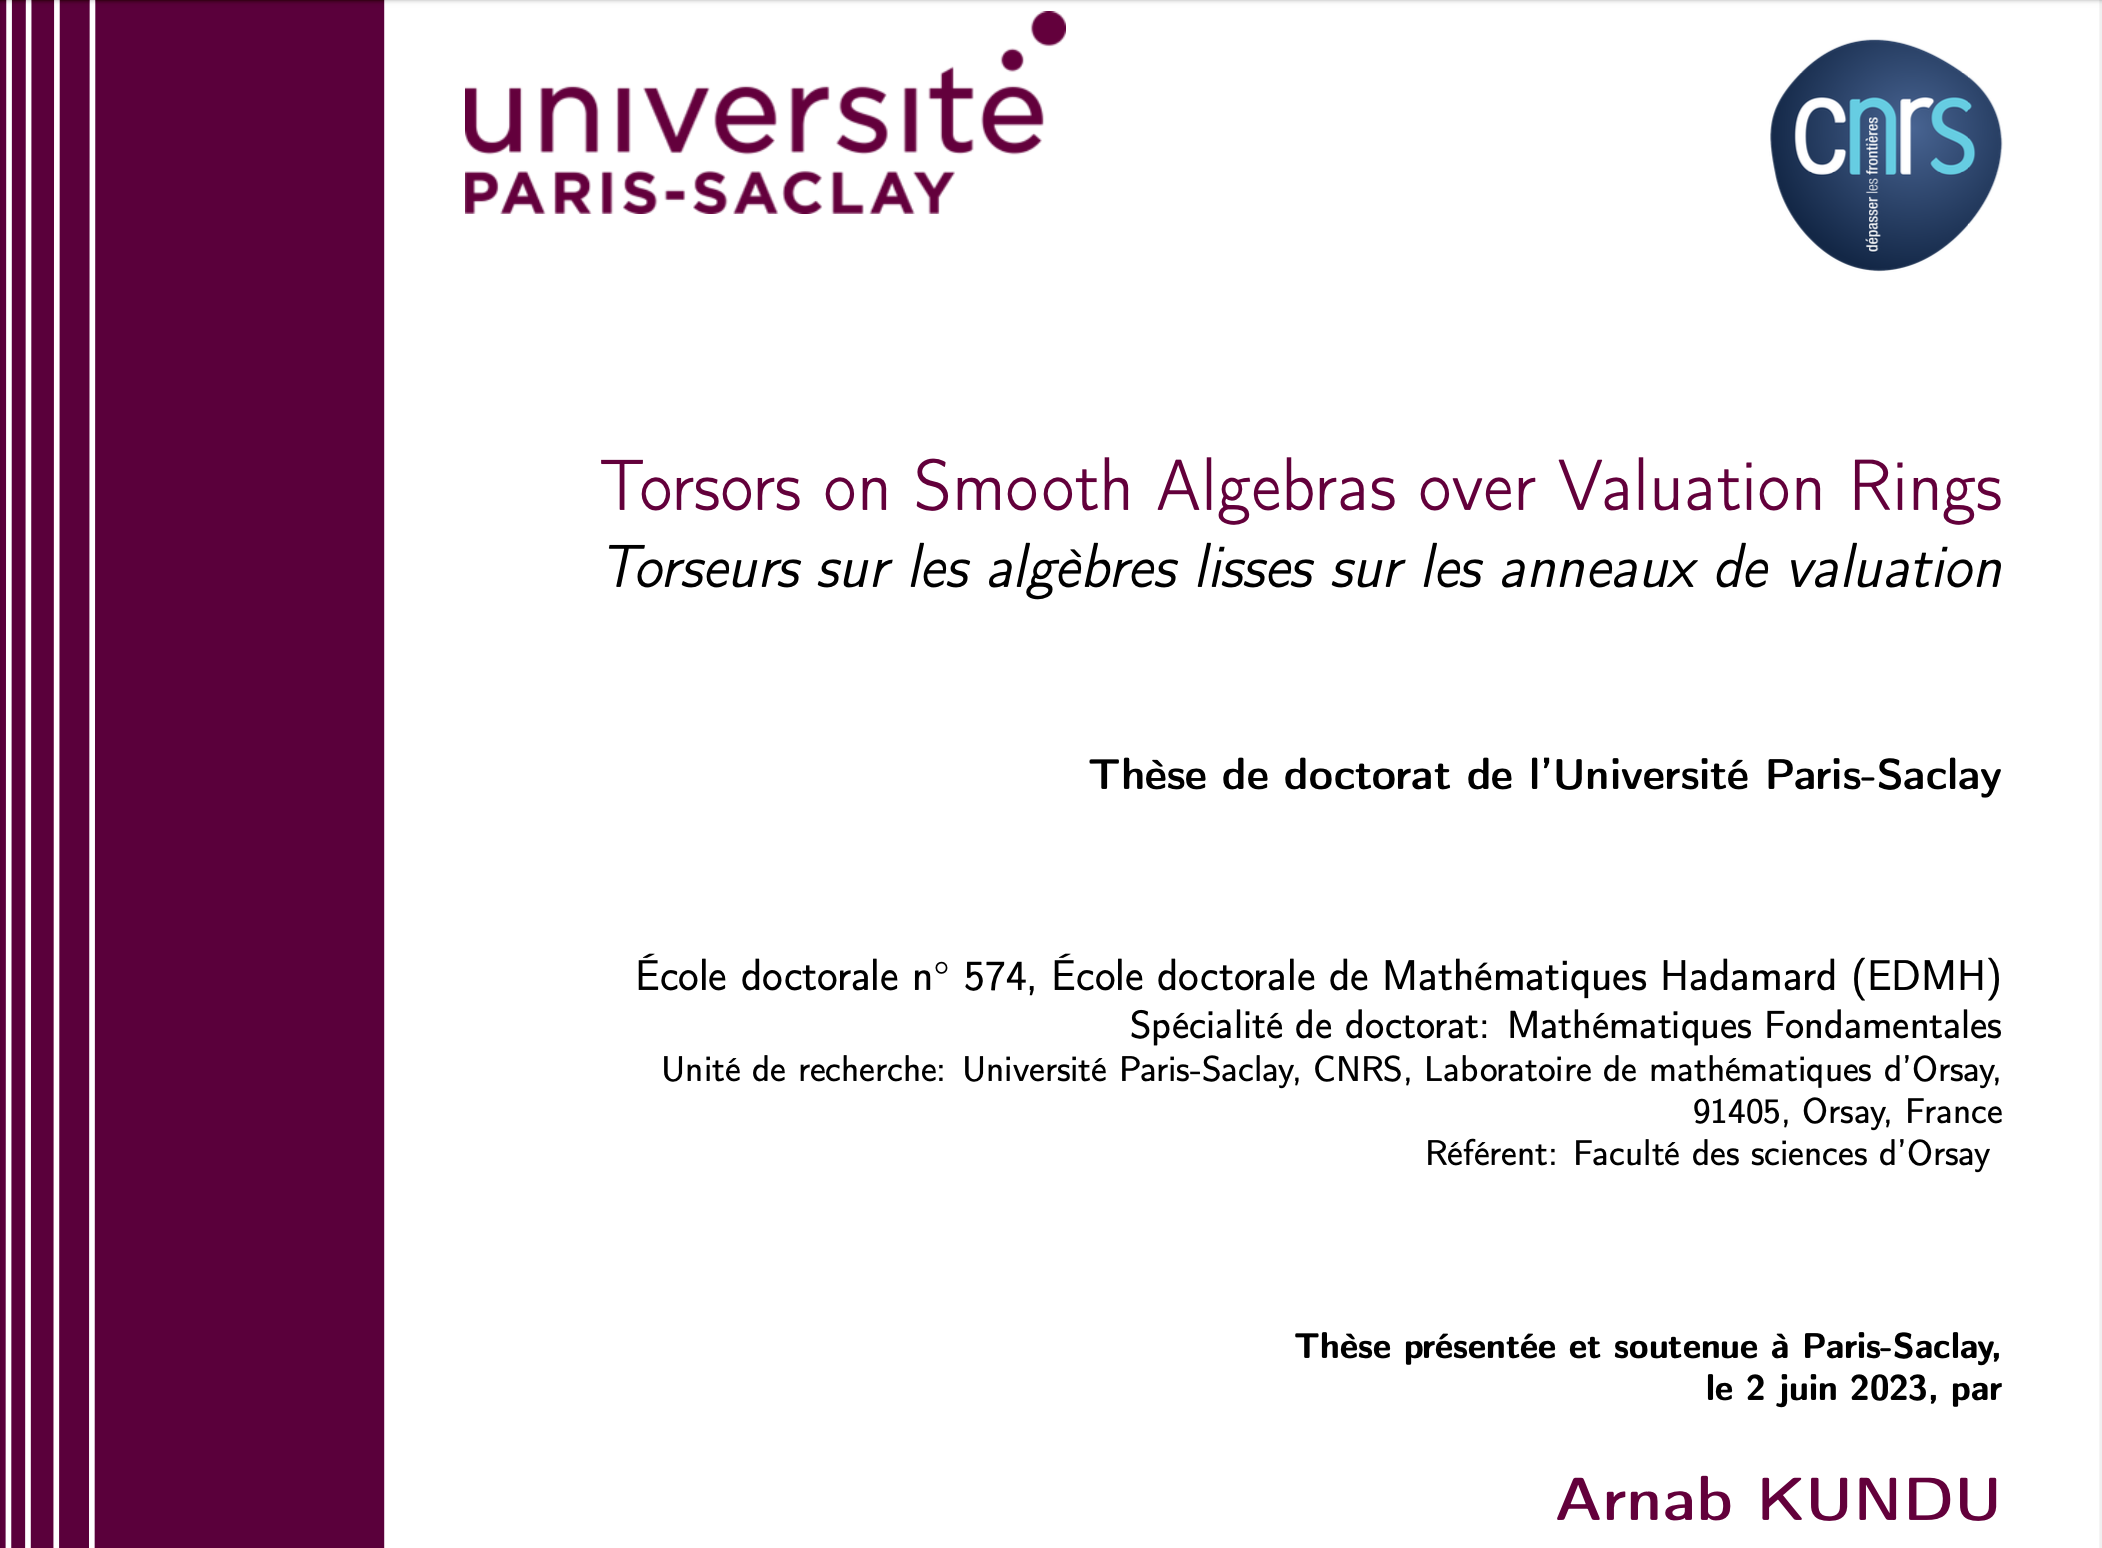 université
PARIS-SACLAY
cnrs
dépasser les frontières
Torsors on Smooth Algebras over Valuation Rings
Torseurs sur les algèbres lisses sur les anneaux de valuation
Thèse de doctorat de l'Université Paris-Saclay
École doctorale n° 574, École doctorale de Mathématiques Hadamard (EDMH)
Spécialité de doctorat: Mathématiques Fondamentales
Unité de recherche: Université Paris-Saclay, CNRS, Laboratoire de mathématiques d'Orsay,
91405, Orsay, France
Référent: Faculté des sciences d'Orsay
Thèse présentée et soutenue à Paris-Saclay,
le 2 juin 2023, par
Arnab KUNDU